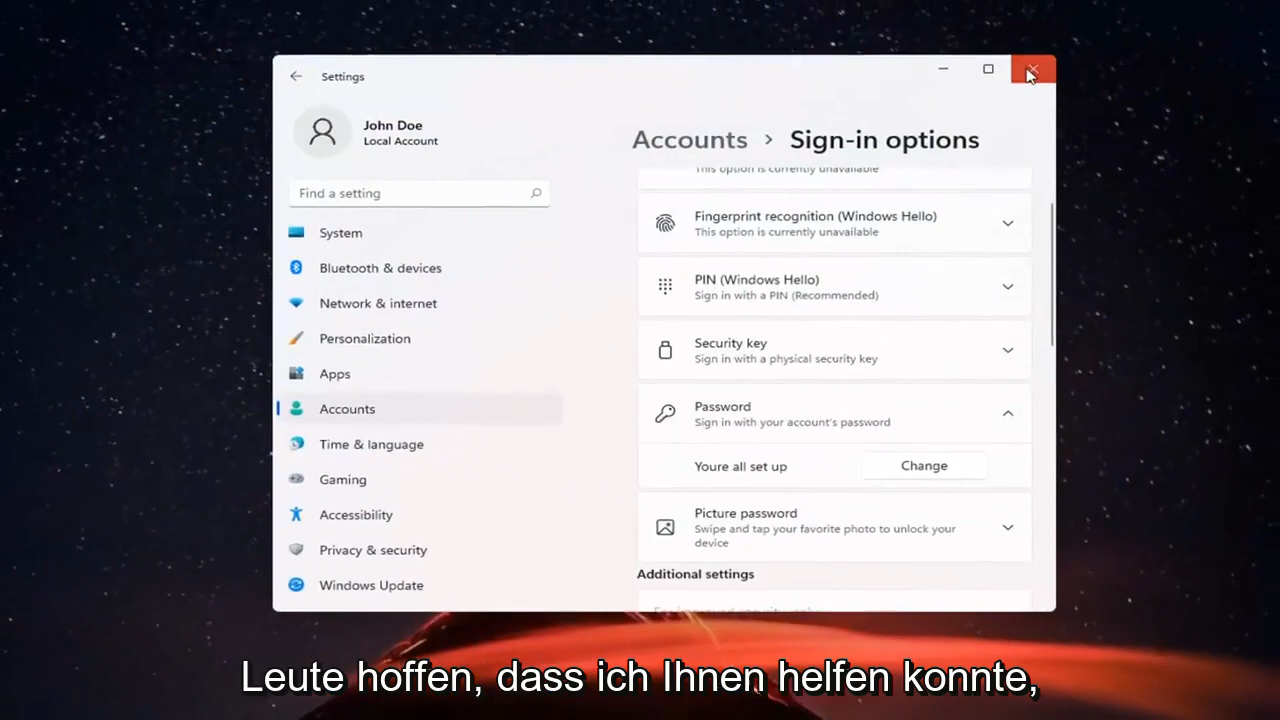 Settings
John Doe
Local Account
Find a setting
System
Bluetooth & devices
Network & internet
Personalization
Apps
Accounts
Time & language
Gaming
Accessibility
Privacy & security
Windows Update
Accounts > Sign-in options
This option is currently unavailable
Fingerprint recognition (Windows Hello)
This option is currently unavailable
PIN (Windows Hello)
Sign in with a PIN (Recommended)
Security key
Sign in with a physical security key
Password
Sign in with your account's password
Youre all set up
Change
Picture password
Swipe and tap your favorite photo to unlock your
device
Additional settings
Leute hoffen, dass ich Ihnen helfen konnte,